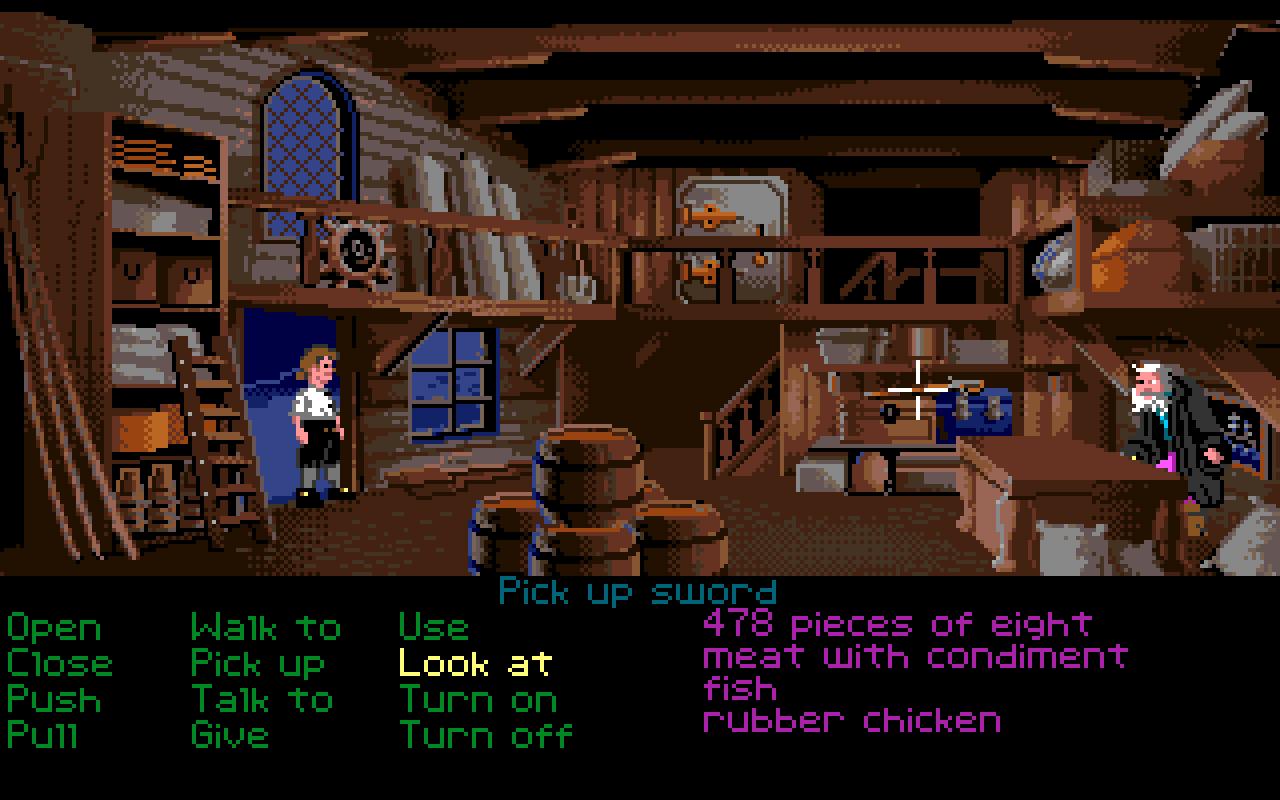 Pick up sword
Open Walk to Use 478 pieces of eight
Close Pick up Look at meat with condiment
Push Talk to Turn on fish
Pull Give Turn off rubber chicken